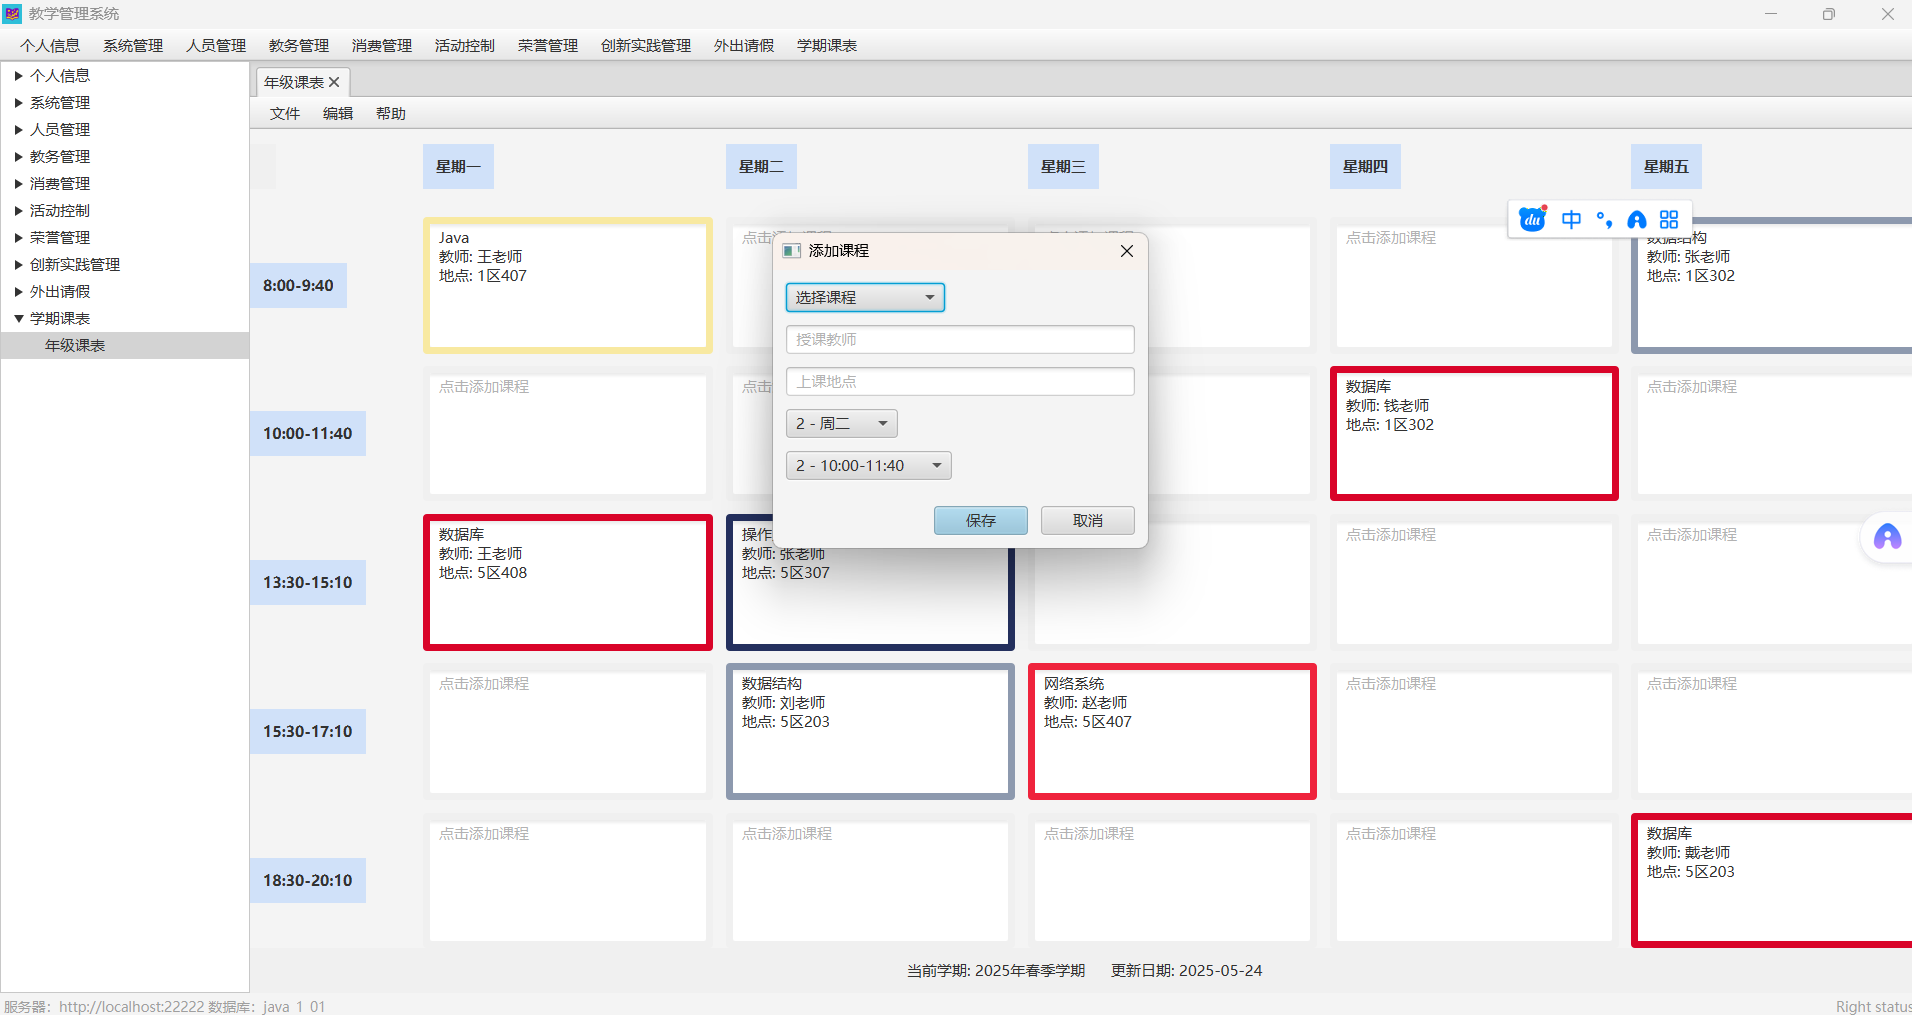 教学管理系统
个人信息 系统管理 人员管理 教务管理 消费管理 活动控制 荣誉管理 创新实践管理 外出请假 学期课表
个人信息
系统管理
人员管理
教务管理
消费管理
活动控制
荣誉管理
创新实践管理
外出请假
学期课表
年级课表
年级课表
文件 编辑 帮助
星期一 星期二 星期三 星期四 星期五
8:00-9:40
Java
教师: 王老师
地点: 1区407
点击
点击添加课程
数据结构
教师: 张老师
地点: 1区302
du 中
10:00-11:40
点击添加课程
点击
数据库
教师: 钱老师
地点: 1区302
点击添加课程
13:30-15:10
数据库
教师: 王老师
地点: 5区408
操作
教师: 张老师
地点: 5区307
点击添加课程
点击添加课程
15:30-17:10
点击添加课程
数据结构
教师: 刘老师
地点: 5区203
网络系统
教师: 赵老师
地点: 5区407
点击添加课程
点击添加课程
18:30-20:10
点击添加课程
点击添加课程
点击添加课程
点击添加课程
数据库
教师: 戴老师
地点: 5区203
添加课程
选择课程
授课教师
上课地点
2 - 周二
2 - 10:00-11:40
保存 取消
当前学期: 2025年春季学期 更新日期: 2025-05-24
服务器: http://localhost:22222 数据库: java_1_01
Right status